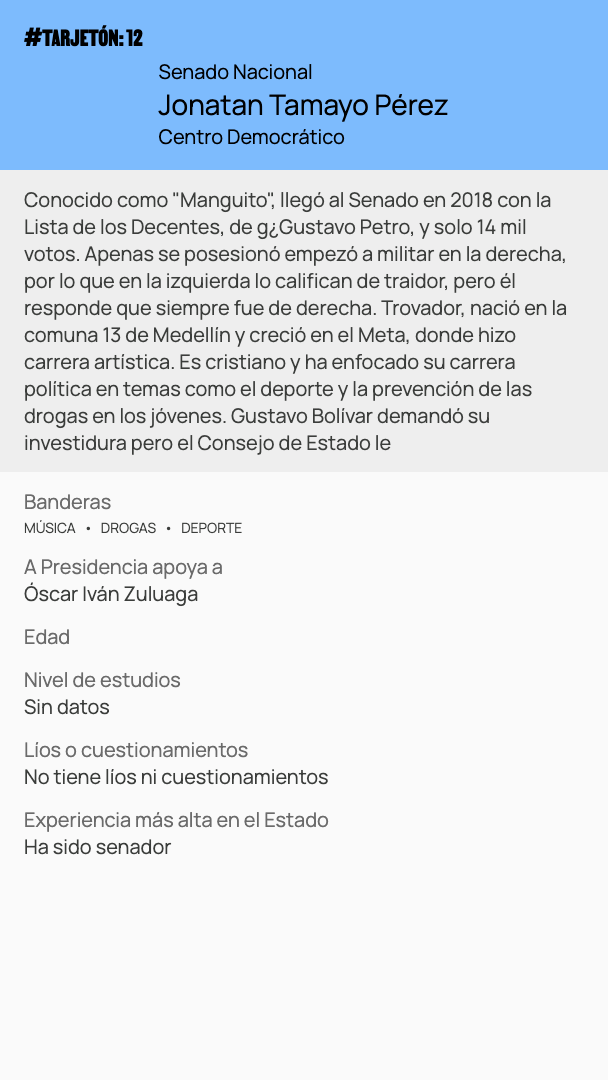 #TARJETÓN: 12
Senado Nacional
Jonatan Tamayo Pérez
Centro Democrático
Conocido como "Manguito", llegó al Senado en 2018 con la
Lista de los Decentes, de g¿Gustavo Petro, y solo 14 mil
votos. Apenas se posesionó empezó a militar en la derecha,
por lo que en la izquierda lo califican de traidor, pero él
responde que siempre fue de derecha. Trovador, nació en la
comuna 13 de Medellín y creció en el Meta, donde hizo
carrera artística. Es cristiano y ha enfocado su carrera
política en temas como el deporte y la prevención de las
drogas en los jóvenes. Gustavo Bolívar demandó su
investidura pero el Consejo de Estado le
Banderas
MÚSICA • DROGAS • DEPORTE
A Presidencia apoya a
Óscar Iván Zuluaga
Edad
Nivel de estudios
Sin datos
Líos o cuestionamientos
No tiene líos ni cuestionamientos
Experiencia más alta en el Estado
Ha sido senador